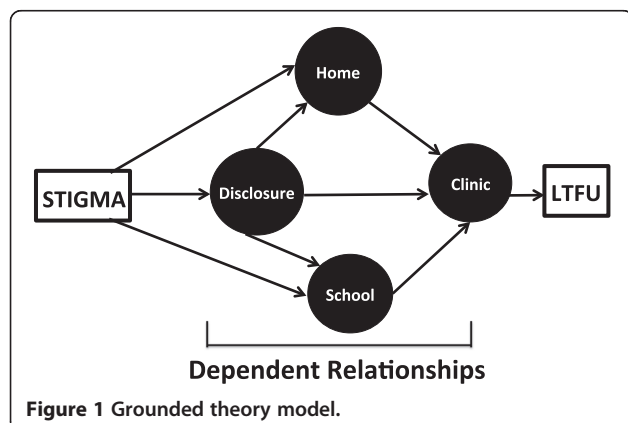 Home
STIGMA
Disclosure
Clinic
LTFU
School
Dependent Relationships
Figure 1 Grounded theory model.